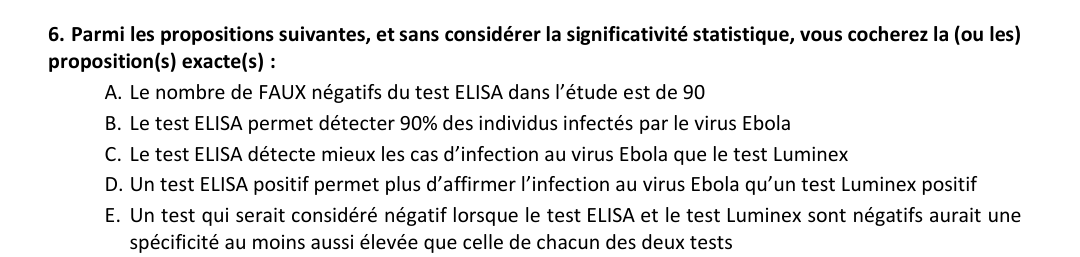 6. Parmi les propositions suivantes, et sans considérer la significativité statistique, vous cocherez la (ou les)
proposition(s) exacte(s) :
A. Le nombre de FAUX négatifs du test ELISA dans l’étude est de 90
B. Le test ELISA permet détecter 90% des individus infectés par le virus Ebola
C. Le test ELISA détecte mieux les cas d’infection au virus Ebola que le test Luminex
D. Un test ELISA positif permet plus d’affirmer l’infection au virus Ebola qu’un test Luminex positif
E. Un test qui serait considéré négatif lorsque le test ELISA et le test Luminex sont négatifs aurait une
spécificité au moins aussi élevée que celle de chacun des deux tests